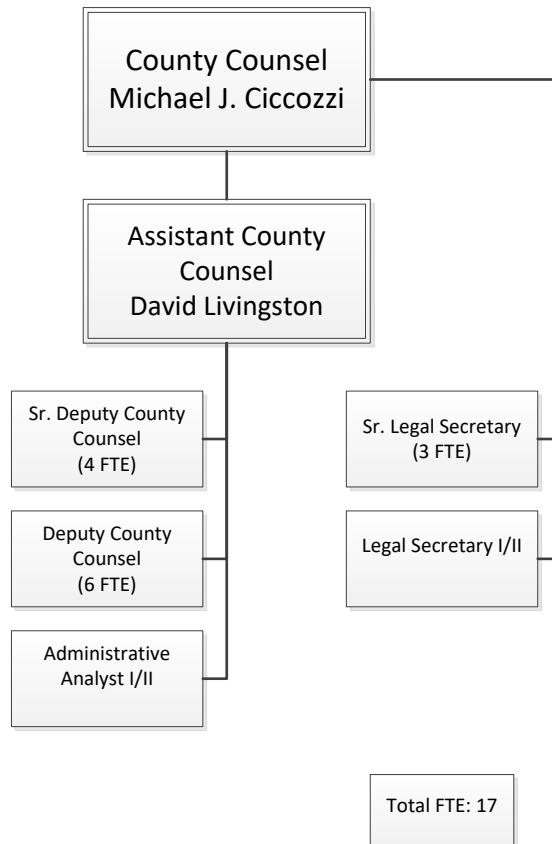 County Counsel
Michael J. Ciccozzi
Assistant County
Counsel
David Livingston
Sr. Deputy County
Counsel
(4 FTE)
Deputy County
Counsel
(6 FTE)
Administrative
Analyst I/II
Sr. Legal Secretary
(3 FTE)
Legal Secretary I/II
Total FTE: 17